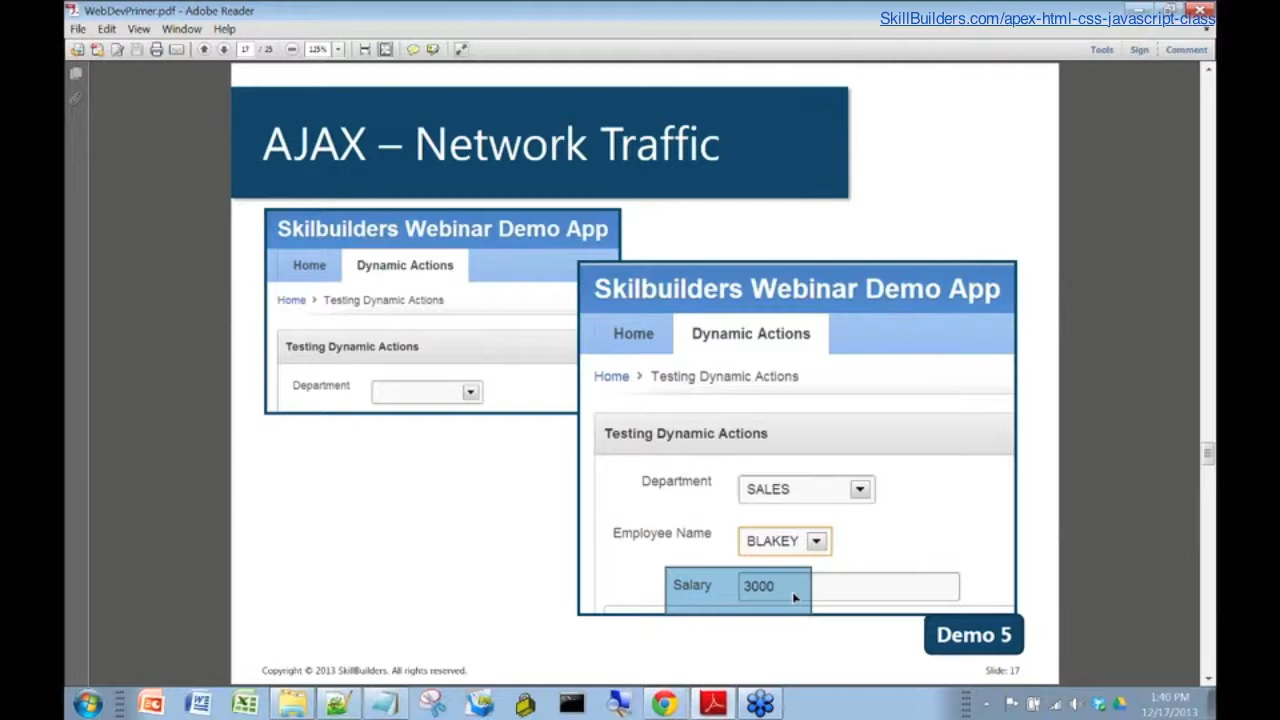 WebDevPrimer.pdf - Adobe Reader
SkillBuilders.com/apex-html-css-javascript-class
File Edit View Window Help
17 / 25 125% Tools Sign Comment
AJAX – Network Traffic
Skilbuilders Webinar Demo App
Home Dynamic Actions
Home > Testing Dynamic Actions
Testing Dynamic Actions
Department
Skilbuilders Webinar Demo App
Home Dynamic Actions
Home > Testing Dynamic Actions
Testing Dynamic Actions
Department SALES
Employee Name BLAKEY
Salary 3000
Demo 5
Copyright © 2013 SkillBuilders. All rights reserved. Slide: 17
1:40 PM
12/17/2013